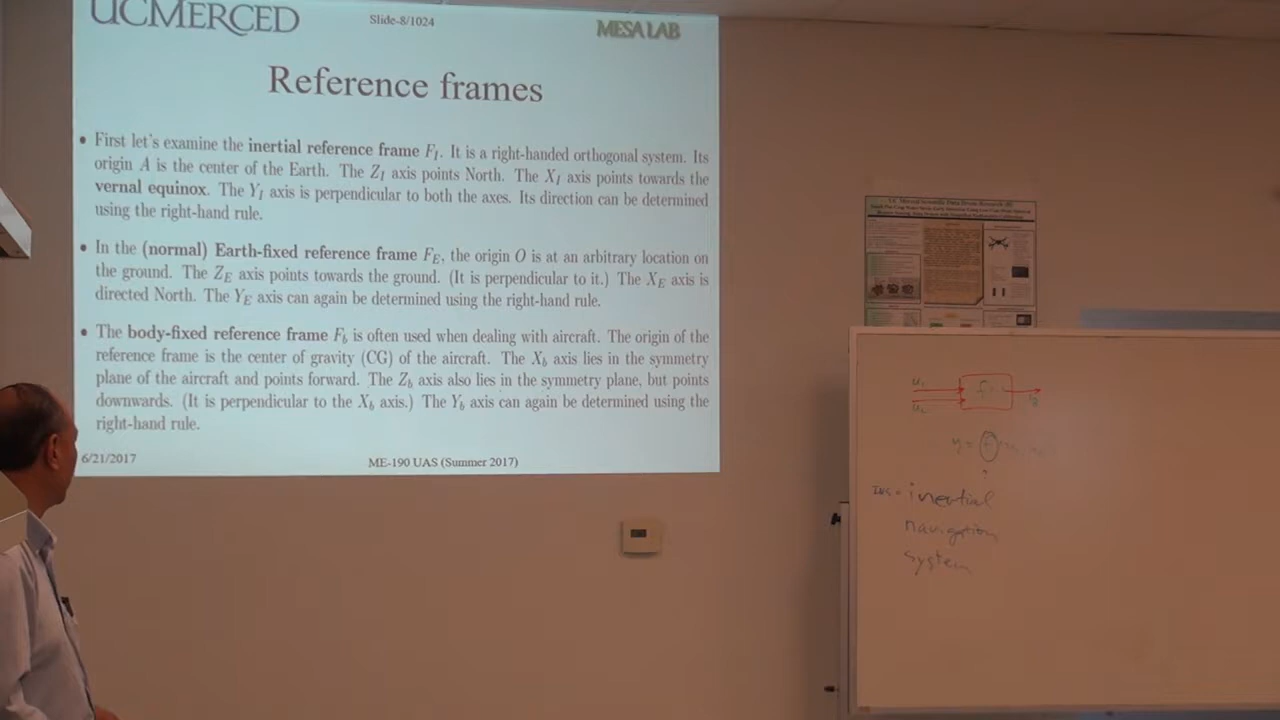 UCMERCED
Slide-8/1024
MESA LAB
Reference frames
• First let's examine the inertial reference frame F_I. It is a right-handed orthogonal system. Its
origin A is the center of the Earth. The Z_I axis points North. The X_I axis points towards the
vernal equinox. The Y_I axis is perpendicular to both the axes. Its direction can be determined
using the right-hand rule.
• In the (normal) Earth-fixed reference frame F_E, the origin O is at an arbitrary location on
the ground. The Z_E axis points towards the ground. (It is perpendicular to it.) The X_E axis is
directed North. The Y_E axis can again be determined using the right-hand rule.
• The body-fixed reference frame F_b is often used when dealing with aircraft. The origin of the
reference frame is the center of gravity (CG) of the aircraft. The X_b axis lies in the symmetry
plane of the aircraft and points forward. The Z_b axis also lies in the symmetry plane, but points
downwards. (It is perpendicular to the X_b axis.) The Y_b axis can again be determined using the
right-hand rule.
6/21/2017
ME-190 UAS (Summer 2017)
u₁
u₂
INS = inertial
navigation
system